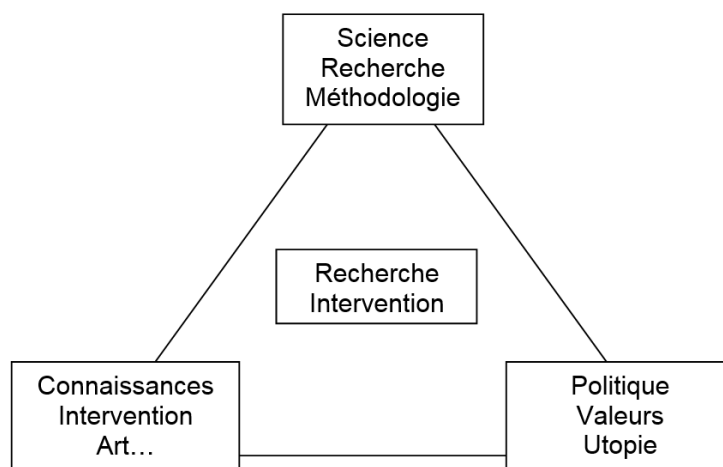 Science
Recherche
Méthodologie
Recherche
Intervention
Connaissances
Intervention
Art…
Politique
Valeurs
Utopie